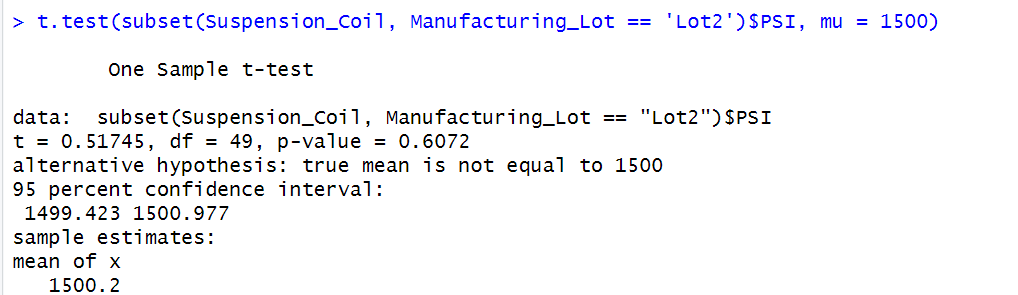 > t.test(subset(Suspension_Coil, Manufacturing_Lot == 'Lot2')$PSI, mu = 1500)
One Sample t-test
data:  subset(Suspension_Coil, Manufacturing_Lot == "Lot2")$PSI
t = 0.51745, df = 49, p-value = 0.6072
alternative hypothesis: true mean is not equal to 1500
95 percent confidence interval:
1499.423 1500.977
sample estimates:
mean of x
1500.2